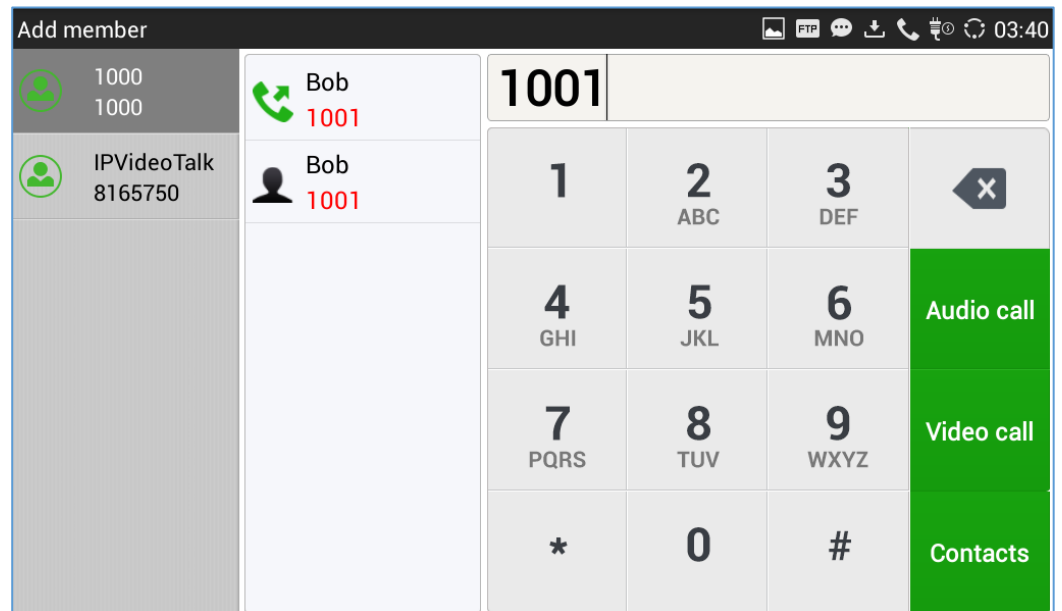 Add member
FTP
03:40
1000
1000
IPVideoTalk
8165750
Bob
1001
Bob
1001
1001
1
2
ABC
3
DEF
4
GHI
5
JKL
6
MNO
Audio call
7
PQRS
8
TUV
9
WXYZ
Video call
*
0
#
Contacts